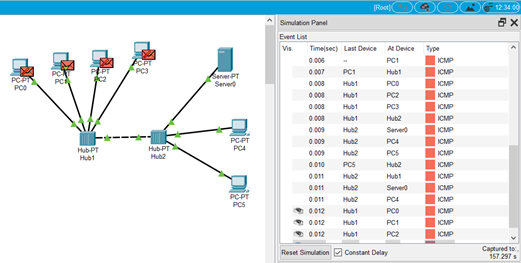 [Root]
12:34:00
Simulation Panel
Event List
Vis. Time(sec) Last Device At Device Type
0.006 -- PC1 ICMP
0.007 PC1 Hub1 ICMP
0.008 Hub1 PC0 ICMP
0.008 Hub1 PC2 ICMP
0.008 Hub1 PC3 ICMP
0.008 Hub1 Hub2 ICMP
0.009 Hub2 Server0 ICMP
0.009 Hub2 PC4 ICMP
0.009 Hub2 PC5 ICMP
0.010 PC5 Hub2 ICMP
0.011 Hub2 Hub1 ICMP
0.011 Hub2 Server0 ICMP
0.011 Hub2 PC4 ICMP
0.012 Hub1 PC0 ICMP
0.012 Hub1 PC1 ICMP
0.012 Hub1 PC2 ICMP
Reset Simulation Constant Delay
Captured to:
157.297 s
PC-PT
PC0
PC-PT
PC1
PC-PT
PC2
PC-PT
PC3
Server-PT
Server0
Hub-PT
Hub1
Hub-PT
Hub2
PC-PT
PC4
PC-PT
PC5